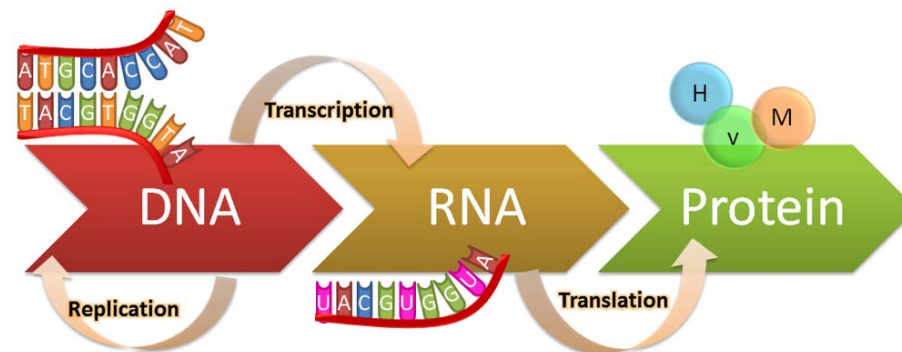 ATGCACCAT
TACGTGGTA
Transcription
H
v
M
DNA
RNA
Protein
Replication
UACGUGGUA
Translation